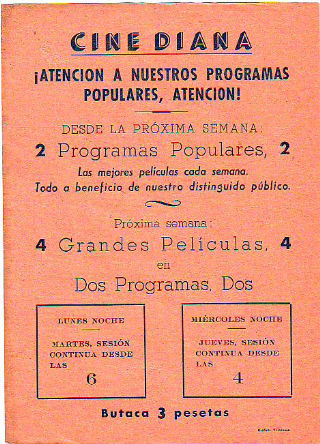 CINE DIANA
¡ATENCION A NUESTROS PROGRAMAS
POPULARES, ATENCION!
DESDE LA PRÓXIMA SEMANA:
2 Programas Populares, 2
Las mejores películas cada semana.
Todo a beneficio de nuestro distinguido público.
Próxima semana:
4 Grandes Películas, 4
en
Dos Programas, Dos
LUNES NOCHE
MARTES, SESIÓN
CONTINUA DESDE
LAS
6
MIÉRCOLES NOCHE
JUEVES, SESIÓN
CONTINUA DESDE
LAS
4
Butaca 3 pesetas